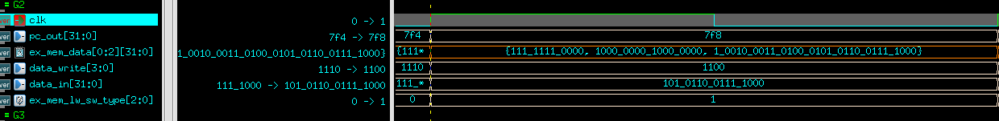 = G2
ver clk 0 -> 1
ver pc_out[31:0] 7f4 -> 7f8 7f4 7f8
ver ex_mem_data[0:2][31:0] 1_0010_0011_0100_0101_0110_0111_1000} {111* {111_1111_0000, 1000_0000_1000_0000, 1_0010_0011_0100_0101_0110_0111_1000}
ver data_write[3:0] 1110 -> 1100 1110 1100
ver data_in[31:0] 111_1000 -> 101_0110_0111_1000 111_* 101_0110_0111_1000
ver ex_mem_lw_sw_type[2:0] 0 -> 1 0 1
= G3